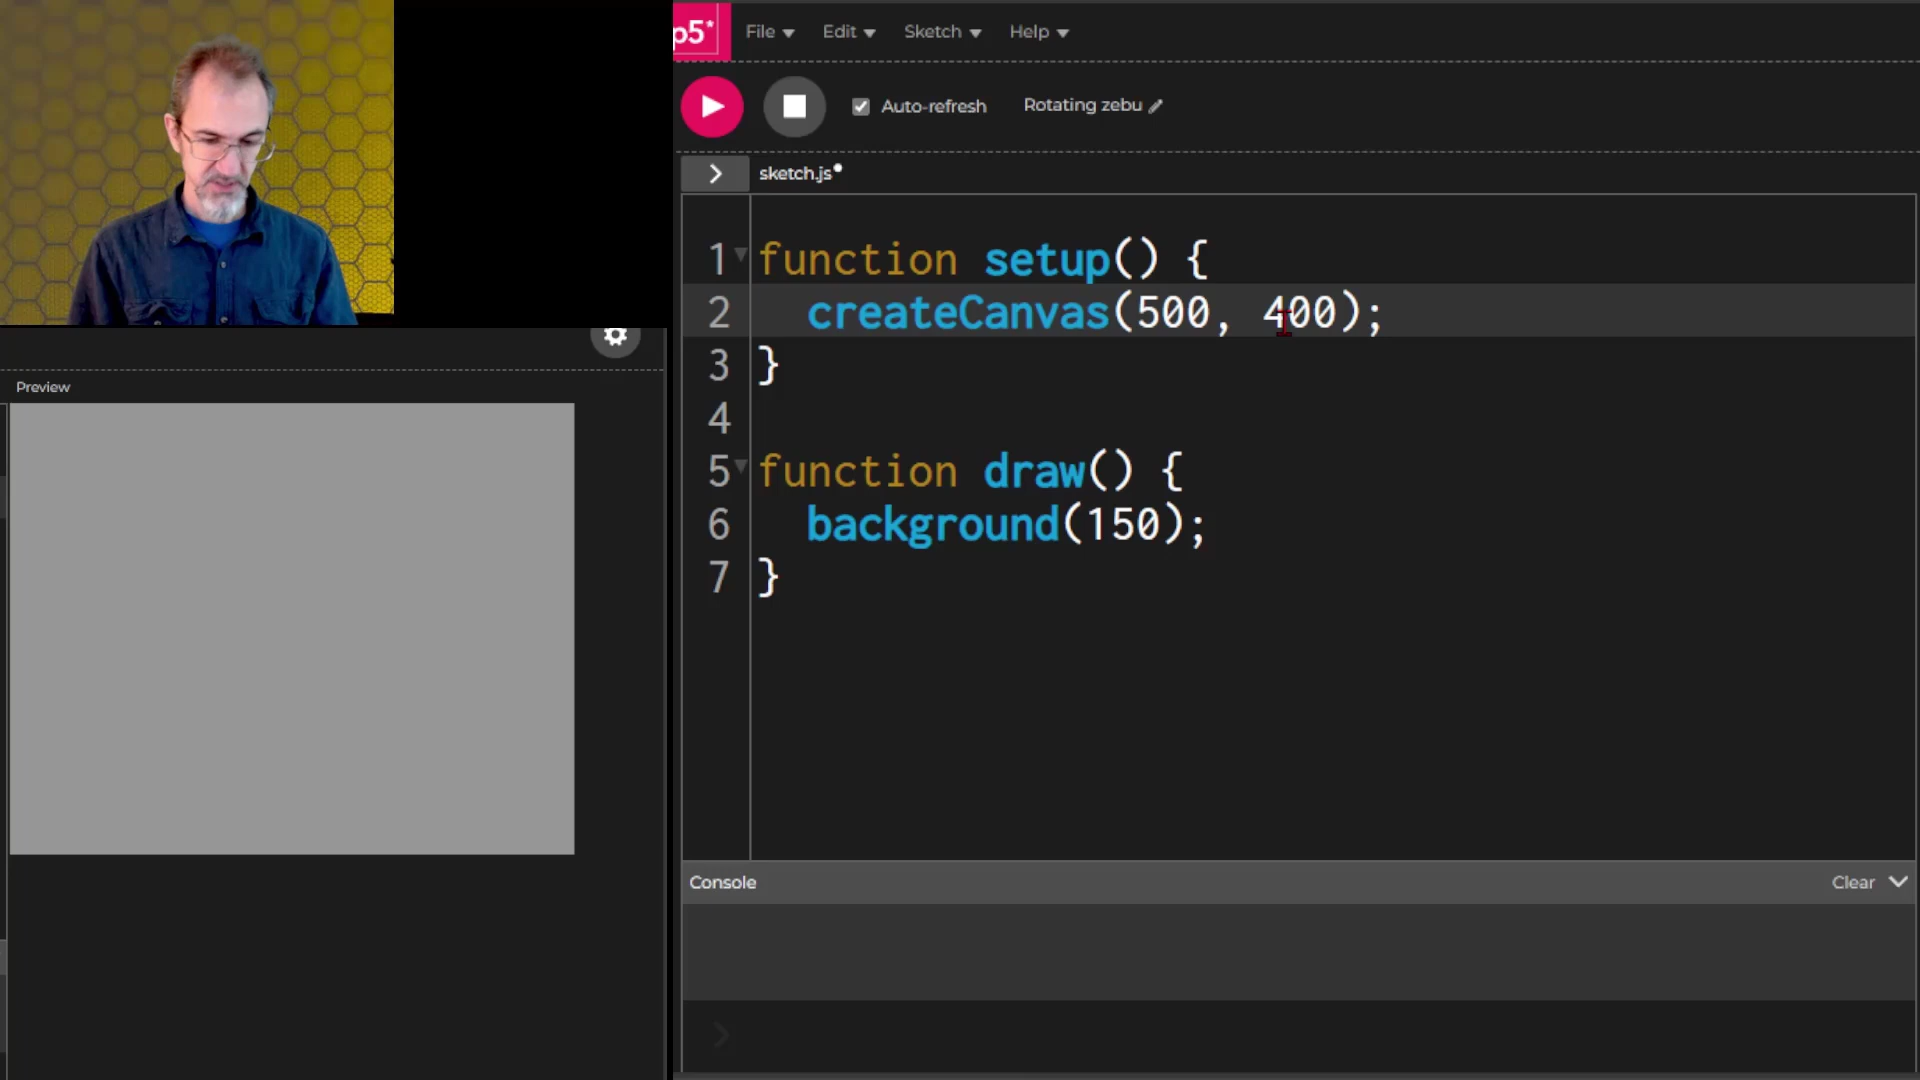 p5*
File
Edit
Sketch
Help
Auto-refresh
Rotating zebu
sketch.js
Preview
1 function setup() {
2 createCanvas(500, 400);
3 }
4
5 function draw() {
6 background(150);
7 }
Console
Clear
>